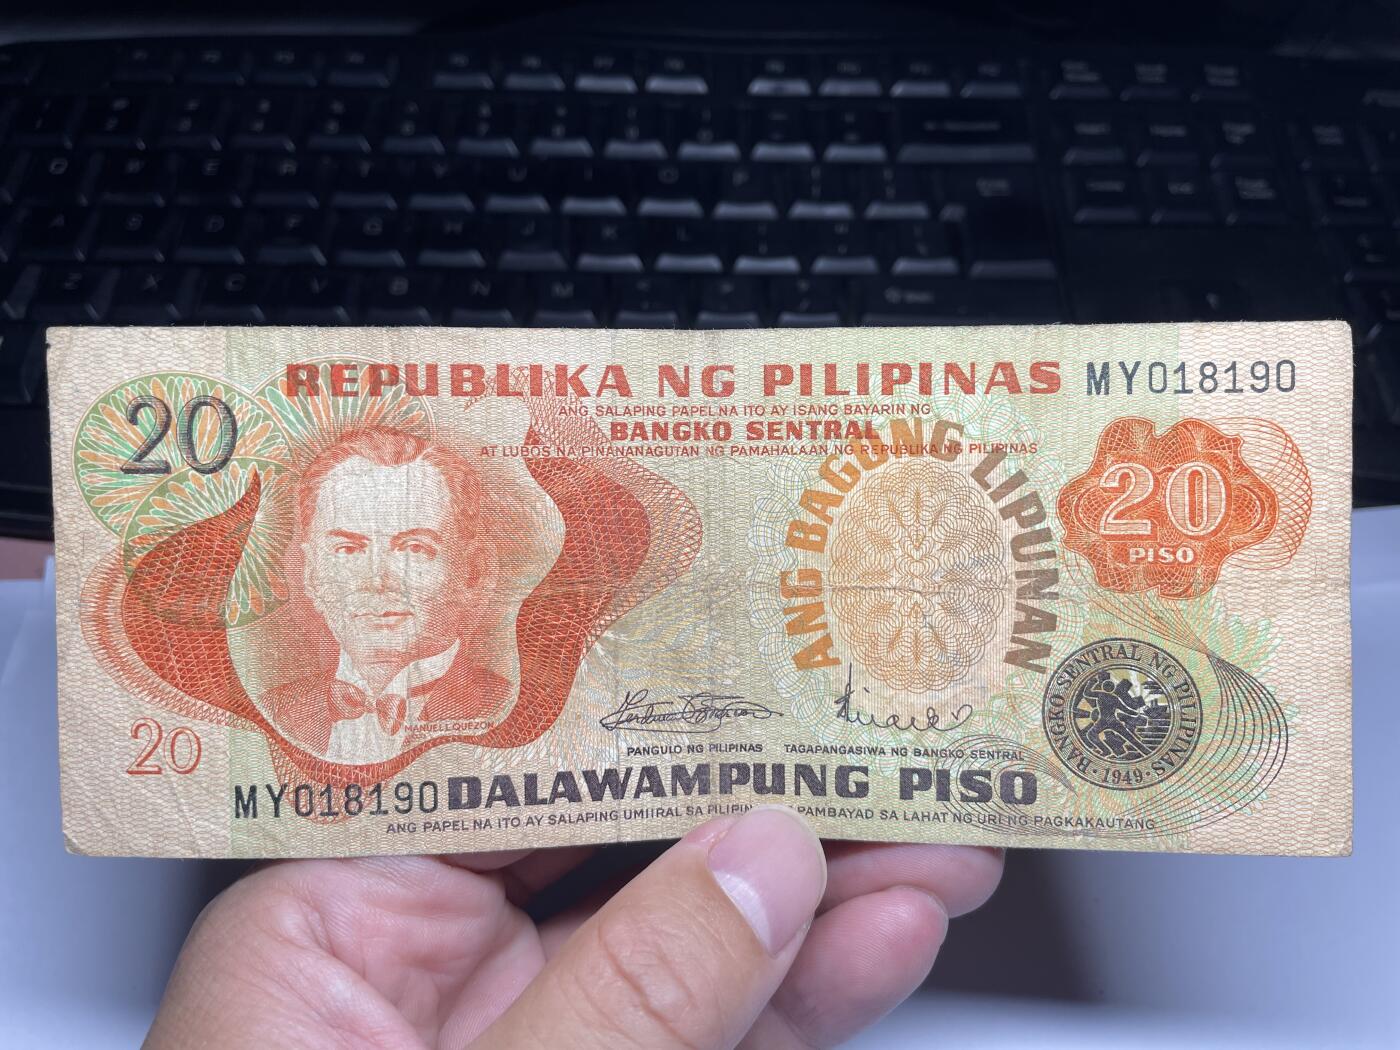 REPUBLIKA NG PILIPINAS
MY018190
20
ANG SALAPING PAPEL NA ITO AY ISANG BAYARIN NG
BANGKO SENTRAL
AT LUBOS NA PINANANAGUTAN NG PAMAHALAAN NG REPUBLIKA NG PILIPINAS
ANG BAGONG LIPUNAN
20
PISO
BANGKO SENTRAL NG PILIPINAS
1949
MANUEL L. QUEZON
20
PANGULO NG PILIPINAS TAGAPANGASIWA NG BANGKO SENTRAL
MY018190 DALAWAMPUNG PISO
ANG PAPEL NA ITO AY SALAPING UMIIRAL SA PAMBAYAD SA LAHAT NG URI NG PAGKAKAUTANG